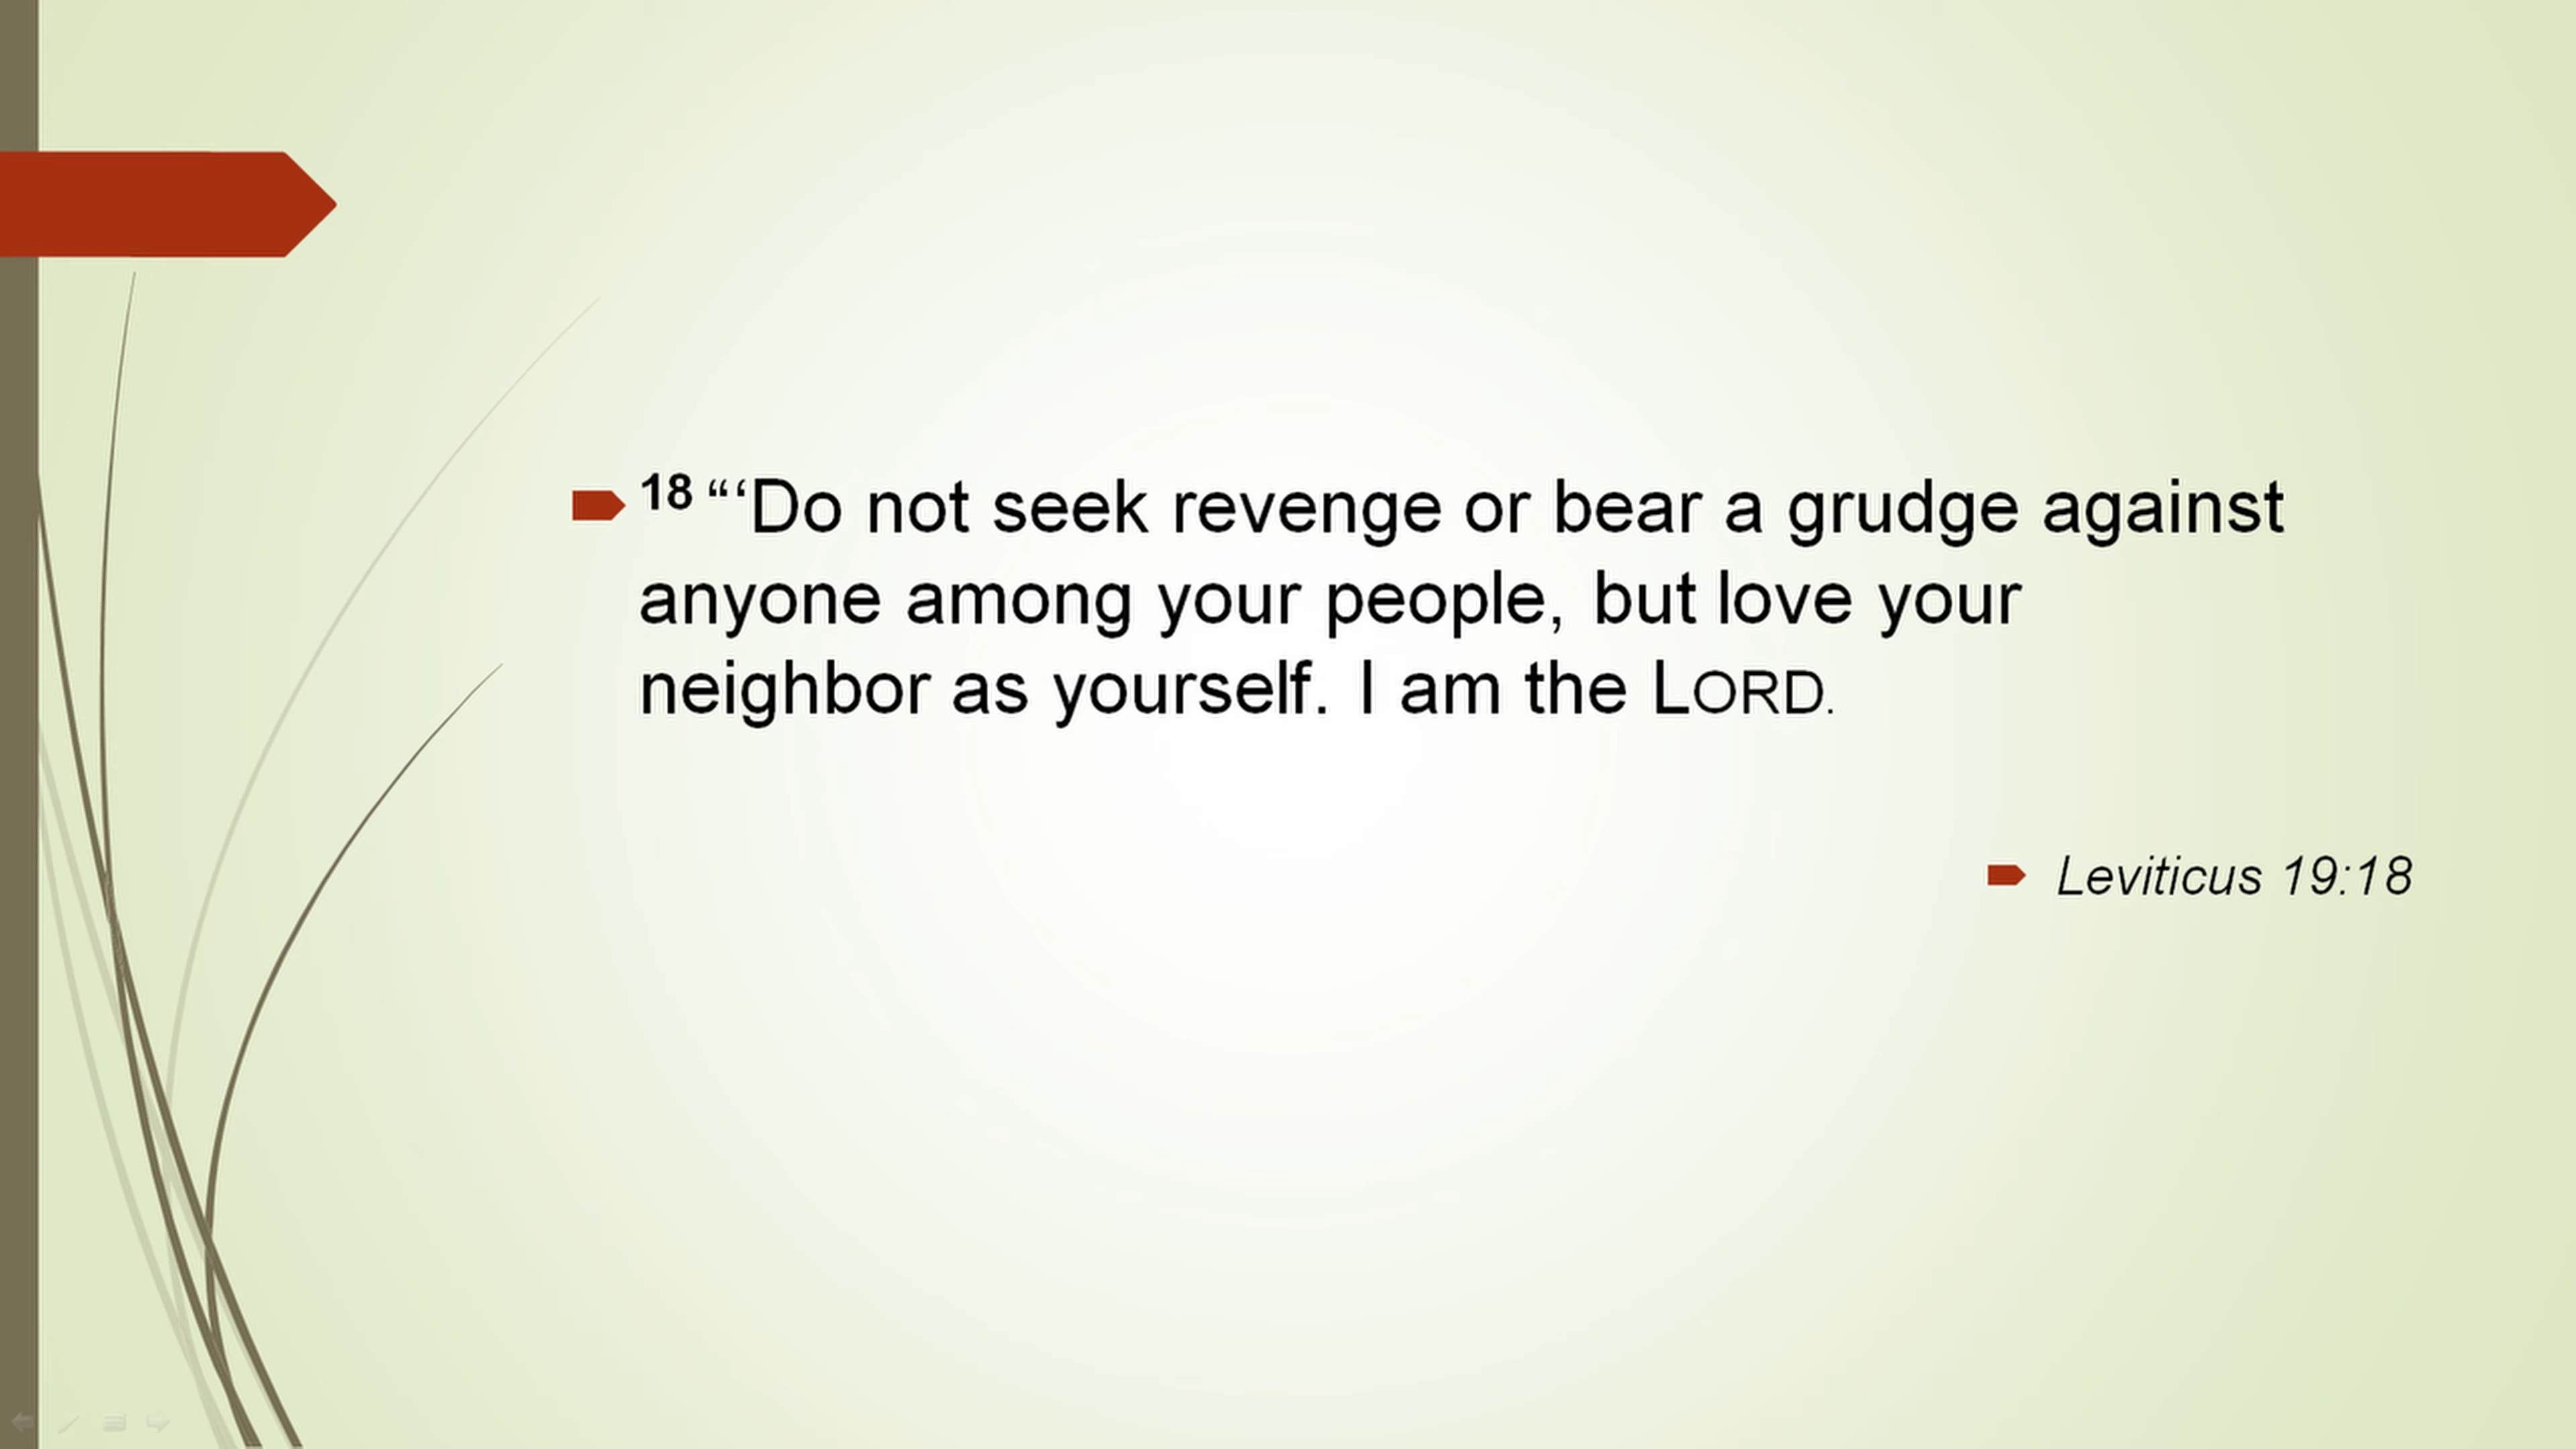 18 “‘Do not seek revenge or bear a grudge against
anyone among your people, but love your
neighbor as yourself. I am the LORD.
Leviticus 19:18